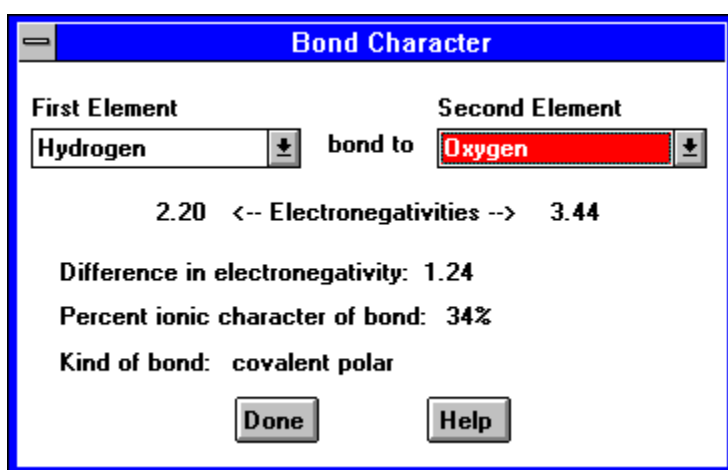 Bond Character
First Element Second Element
Hydrogen bond to Oxygen
2.20 <-- Electronegativities --> 3.44
Difference in electronegativity: 1.24
Percent ionic character of bond: 34%
Kind of bond: covalent polar
Done Help